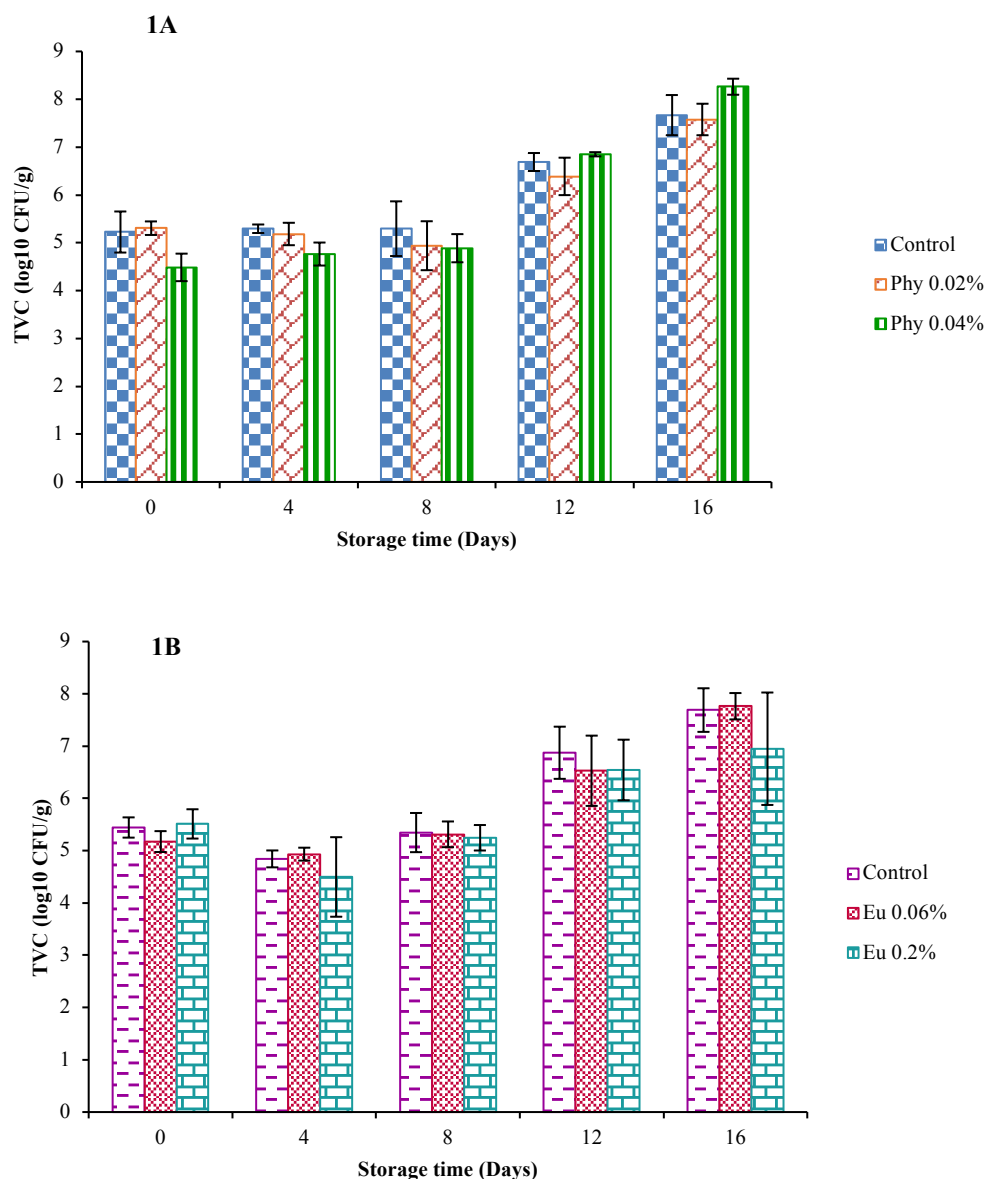 1A
9
8
7
6
5
4
3
2
1
0
TVC (log10 CFU/g)
0 4 8 12 16
Storage time (Days)
Control
Phy 0.02%
Phy 0.04%
1B
9
8
7
6
5
4
3
2
1
0
TVC (log10 CFU/g)
0 4 8 12 16
Storage time (Days)
Control
Eu 0.06%
Eu 0.2%